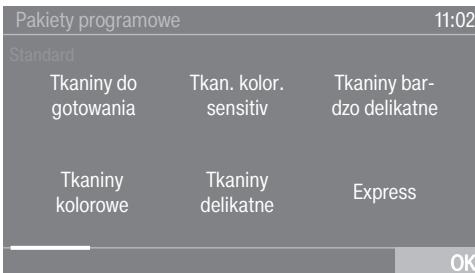 Pakiety programowe 11:02
Standard
Tkaniny do Tkan. kolor. Tkaniny bar-
gotowania sensitiv dzo delikatne
Tkaniny Tkaniny Express
kolorowe delikatne
OK